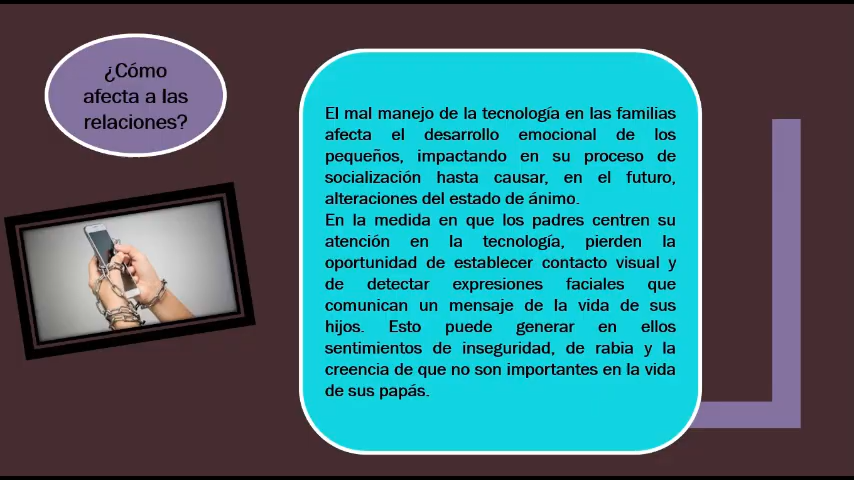 ¿Cómo
afecta a las
relaciones?
El mal manejo de la tecnología en las familias
afecta el desarrollo emocional de los
pequeños, impactando en su proceso de
socialización hasta causar, en el futuro,
alteraciones del estado de ánimo.
En la medida en que los padres centren su
atención en la tecnología, pierden la
oportunidad de establecer contacto visual y
de detectar expresiones faciales que
comunican un mensaje de la vida de sus
hijos. Esto puede generar en ellos
sentimientos de inseguridad, de rabia y la
creencia de que no son importantes en la vida
de sus papás.